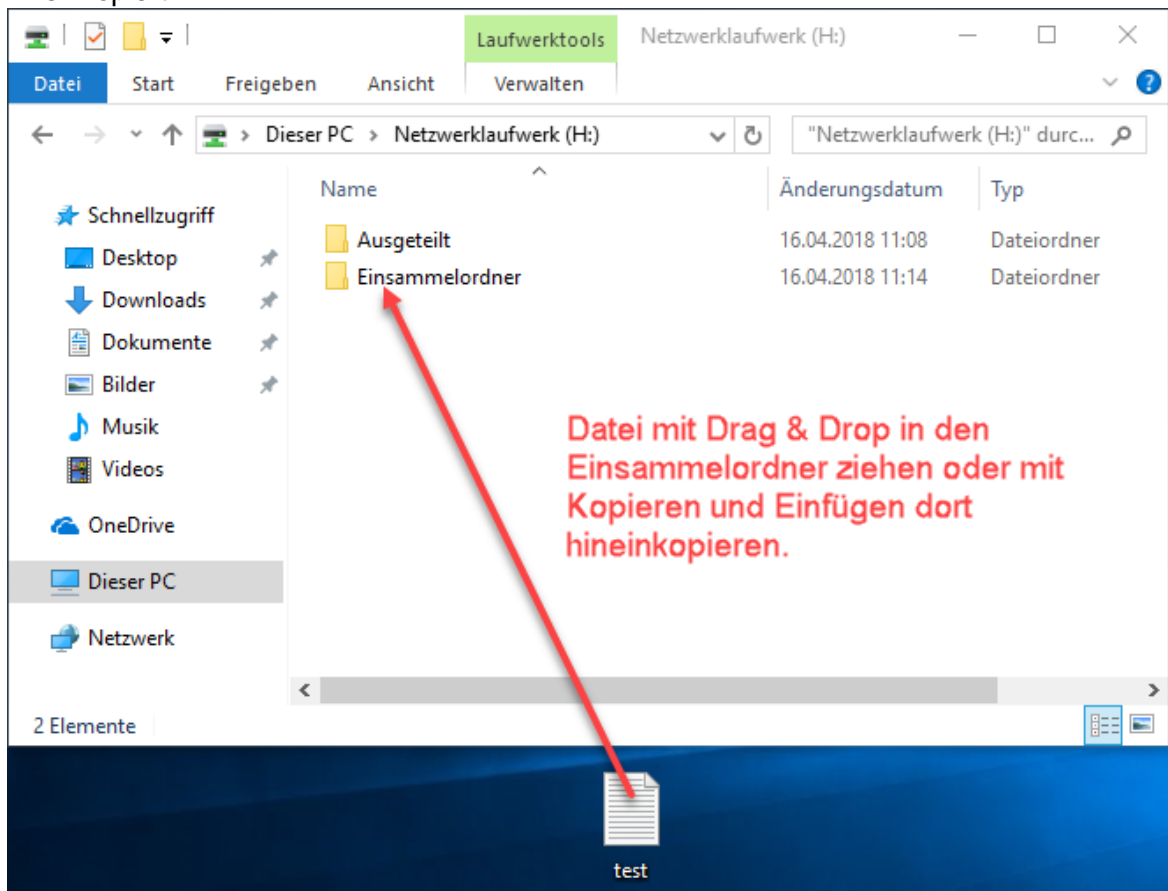 Laufwerktools Netzwerklaufwerk (H:)
Datei Start Freigeben Ansicht Verwalten
Dieser PC > Netzwerklaufwerk (H:) "Netzwerklaufwerk (H:)" durc...
Name Änderungsdatum Typ
Schnellzugriff
Desktop
Downloads
Dokumente
Bilder
Musik
Videos
OneDrive
Dieser PC
Netzwerk
Ausgeteilt 16.04.2018 11:08 Dateiordner
Einsammelordner 16.04.2018 11:14 Dateiordner
Datei mit Drag & Drop in den
Einsammelordner ziehen oder mit
Kopieren und Einfügen dort
hineinkopieren.
2 Elemente
test